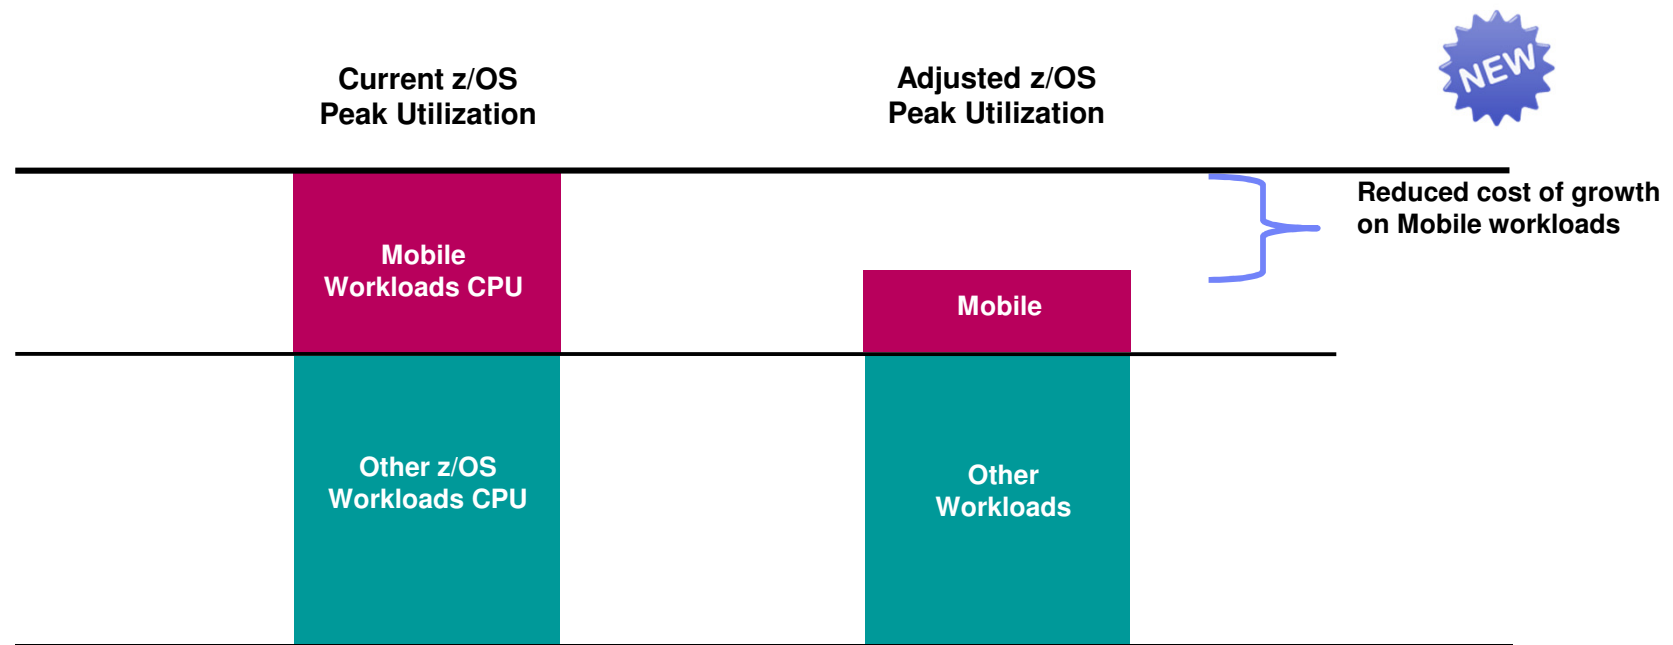 Current z/OS
Peak Utilization
Adjusted z/OS
Peak Utilization
NEW
Reduced cost of growth
on Mobile workloads
Mobile
Workloads CPU
Mobile
Other z/OS
Workloads CPU
Other
Workloads